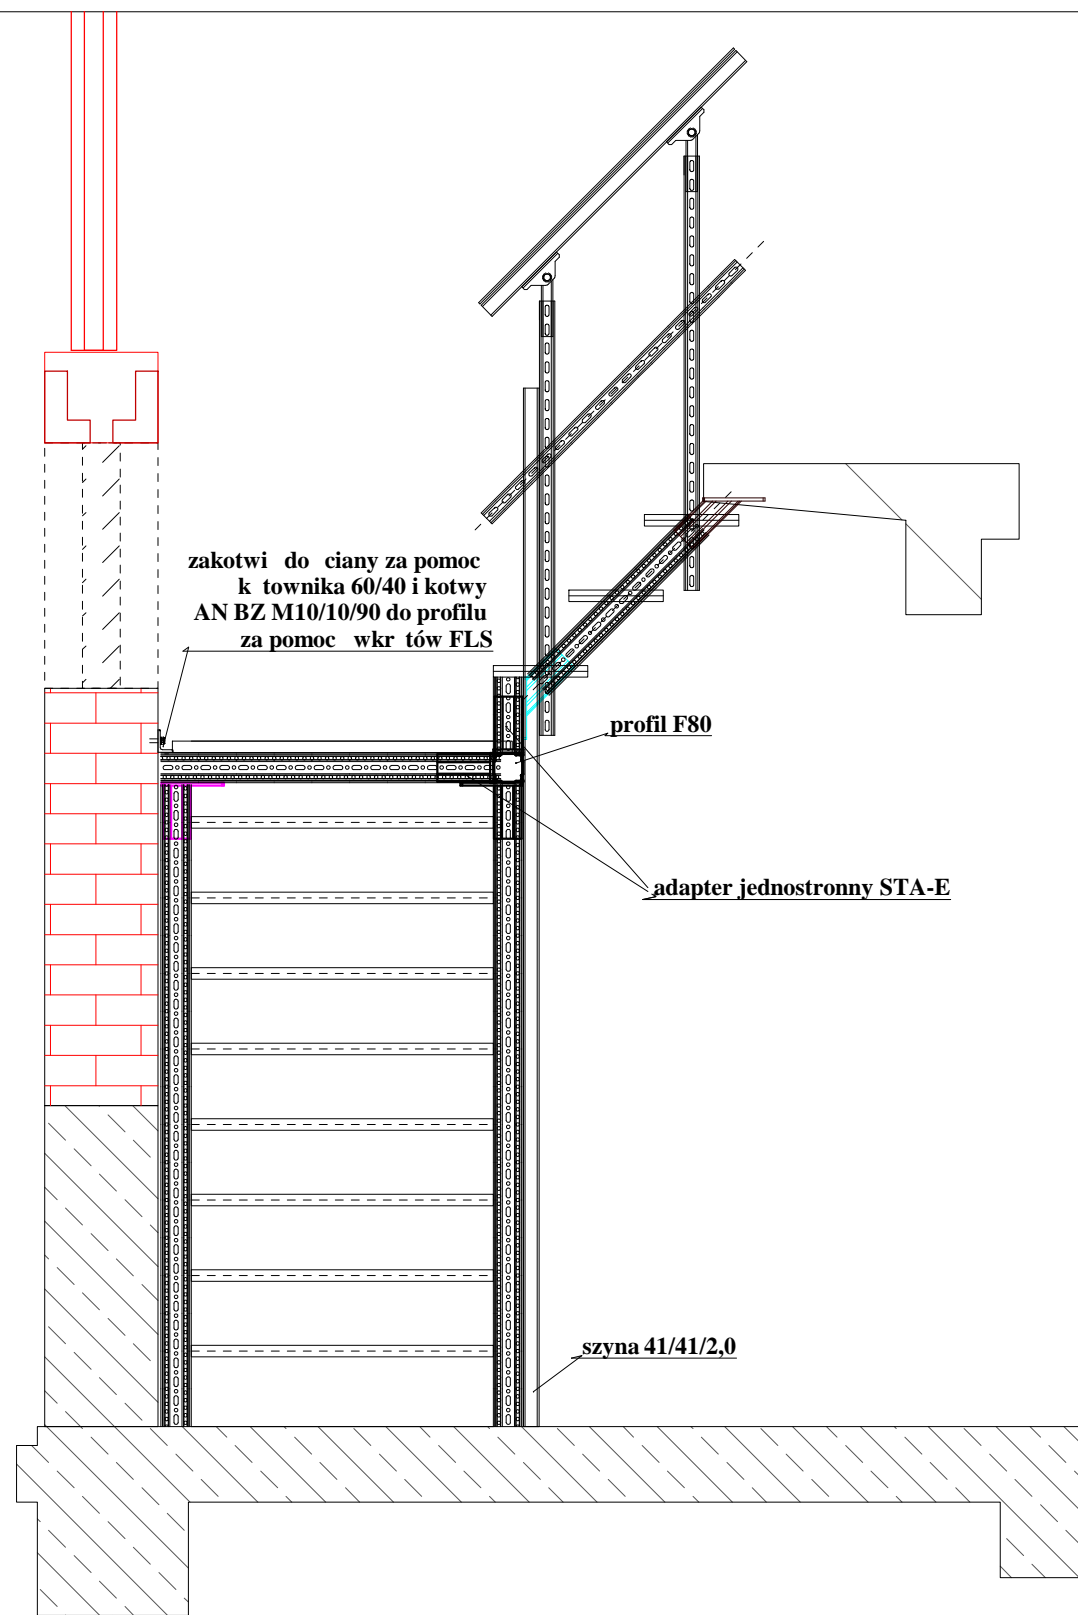 zakotwi do ciany za pomoc
k townika 60/40 i kotwy
AN BZ M10/10/90 do profilu
za pomoc wkr tów FLS
profil F80
adapter jednostronny STA-E
szyna 41/41/2,0